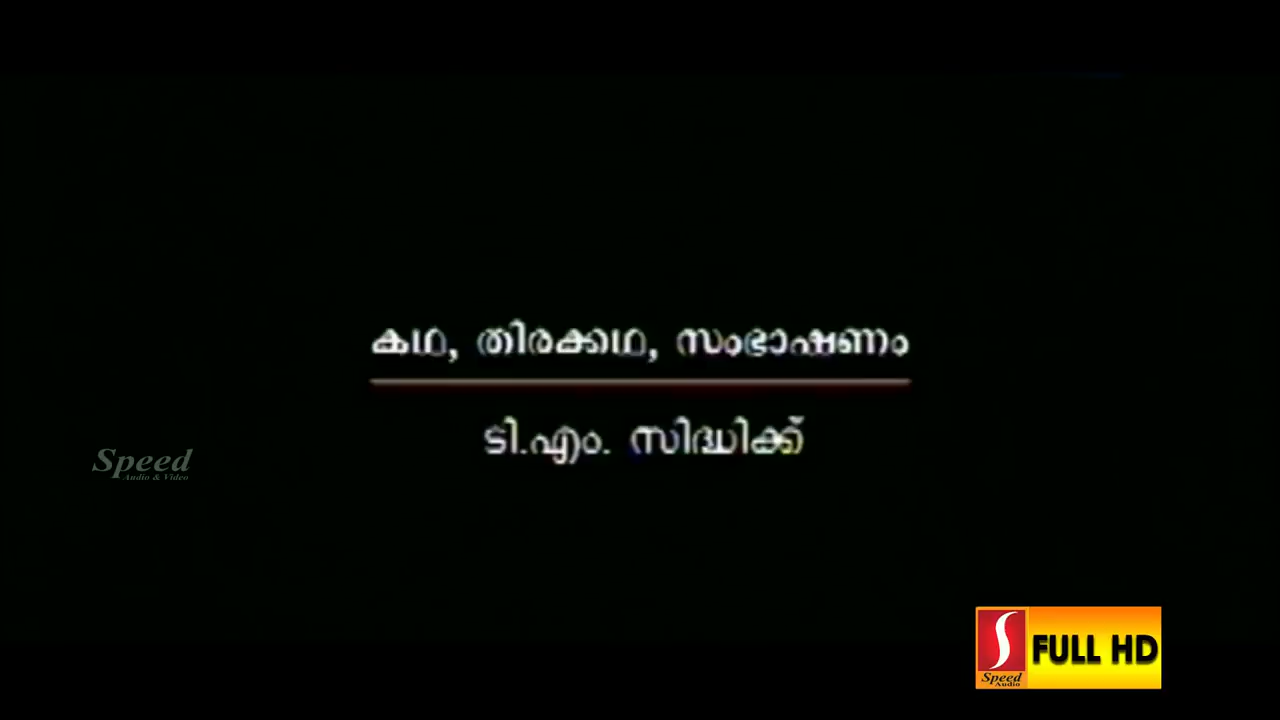 കഥ, തിരക്കഥ, സംഭാഷണം
ടി.എം. സിദ്ധിക്ക്
Speed
Audio & Video
S FULL HD
Speed
Audio